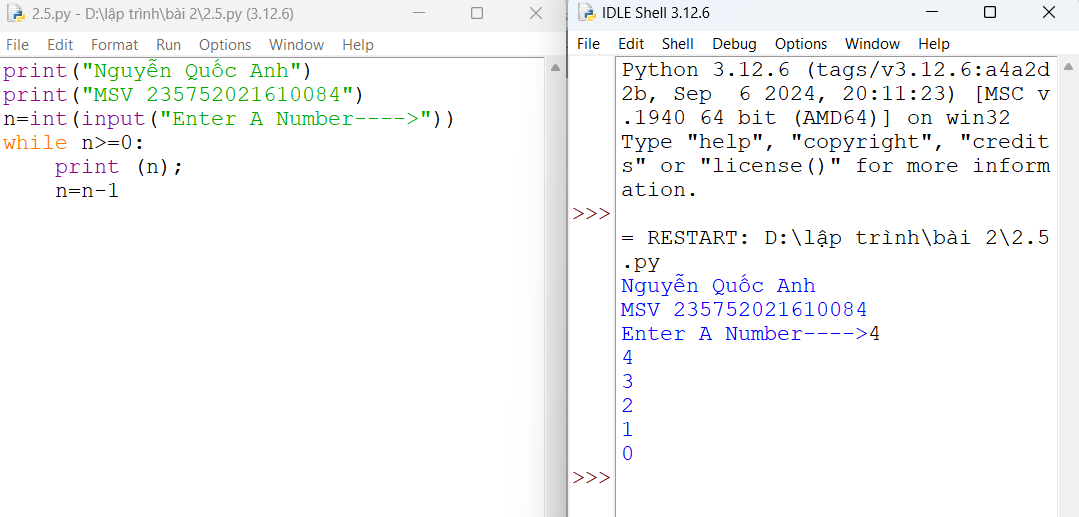 2.5.py - D:\lập trình\bài 2\2.5.py (3.12.6)
File Edit Format Run Options Window Help
print("Nguyễn Quốc Anh")
print("MSV 235752021610084")
n=int(input("Enter A Number---->"))
while n>=0:
    print (n);
    n=n-1
IDLE Shell 3.12.6
File Edit Shell Debug Options Window Help
Python 3.12.6 (tags/v3.12.6:a4a2d
2b, Sep  6 2024, 20:11:23) [MSC v
.1940 64 bit (AMD64)] on win32
Type "help", "copyright", "credit
s" or "license()" for more inform
ation.
>>>
= RESTART: D:\lập trình\bài 2\2.5
.py
Nguyễn Quốc Anh
MSV 235752021610084
Enter A Number---->4
4
3
2
1
0
>>>